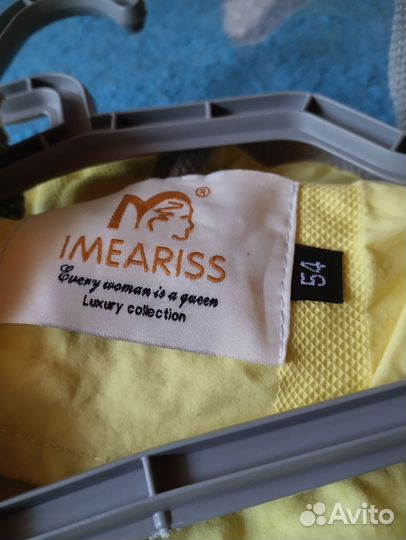 ®
IMEARISS
Every woman is a queen
Luxury collection
54
Avito